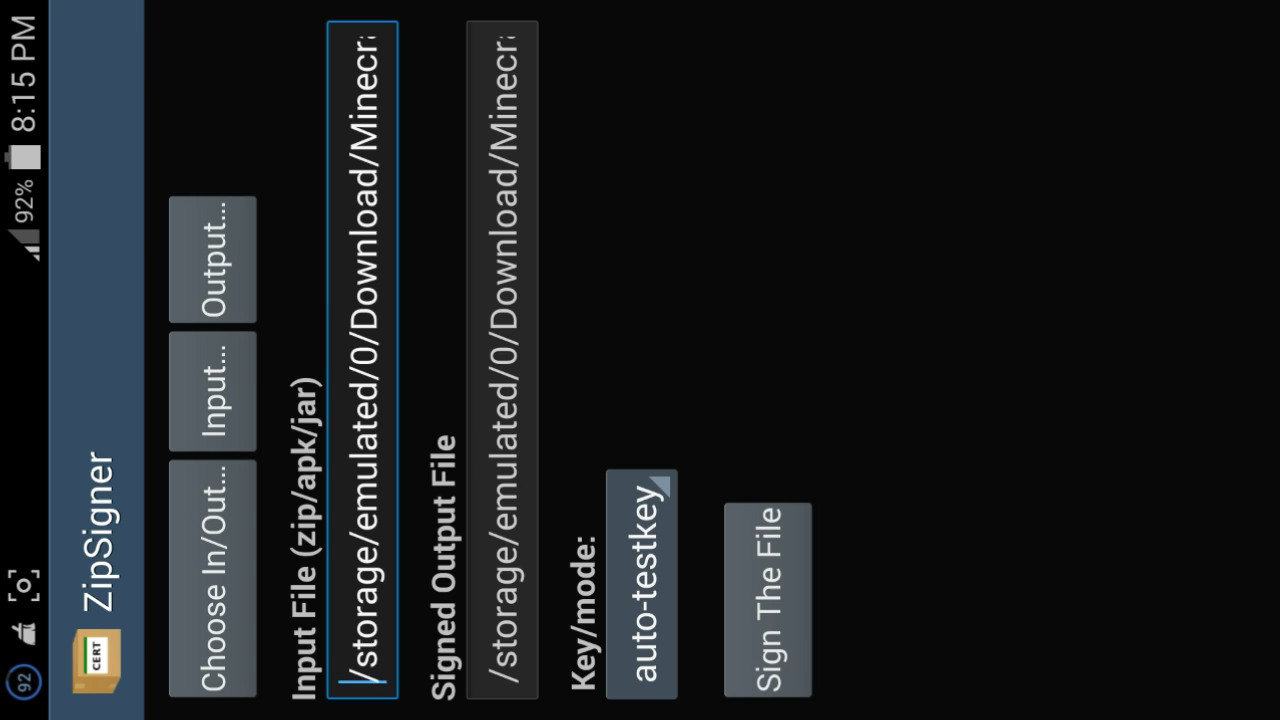 92 92% 8:15 PM
CERT ZipSigner
Choose In/Out... Input... Output...
Input File (zip/apk/jar)
/storage/emulated/0/Download/Minecr
Signed Output File
/storage/emulated/0/Download/Minecr
Key/mode:
auto-testkey
Sign The File